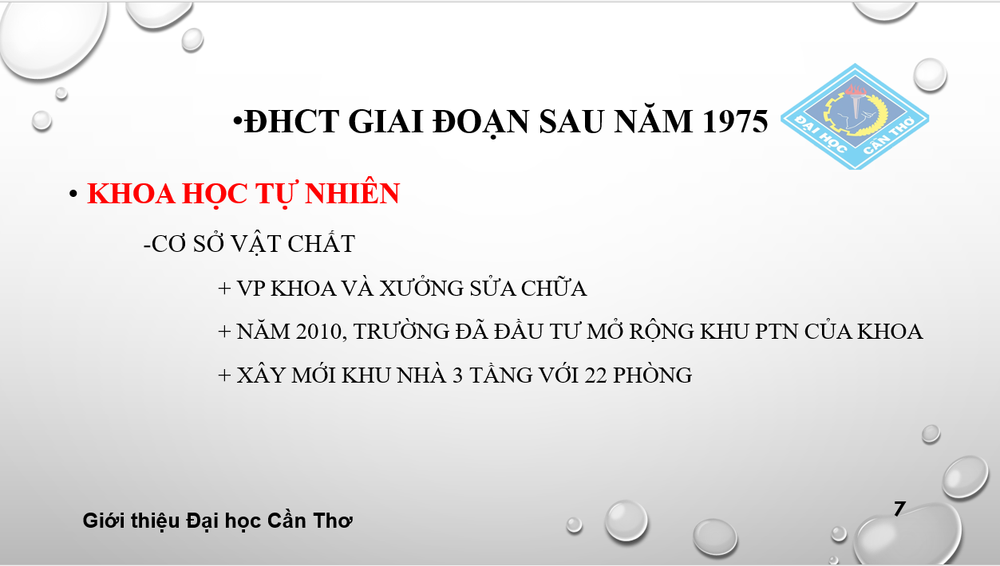 •ĐHCT GIAI ĐOẠN SAU NĂM 1975
ĐẠI HỌC CẦN THƠ
• KHOA HỌC TỰ NHIÊN
-CƠ SỞ VẬT CHẤT
+ VP KHOA VÀ XƯỞNG SỬA CHỮA
+ NĂM 2010, TRƯỜNG ĐÃ ĐẦU TƯ MỞ RỘNG KHU PTN CỦA KHOA
+ XÂY MỚI KHU NHÀ 3 TẦNG VỚI 22 PHÒNG
Giới thiệu Đại học Cần Thơ
7